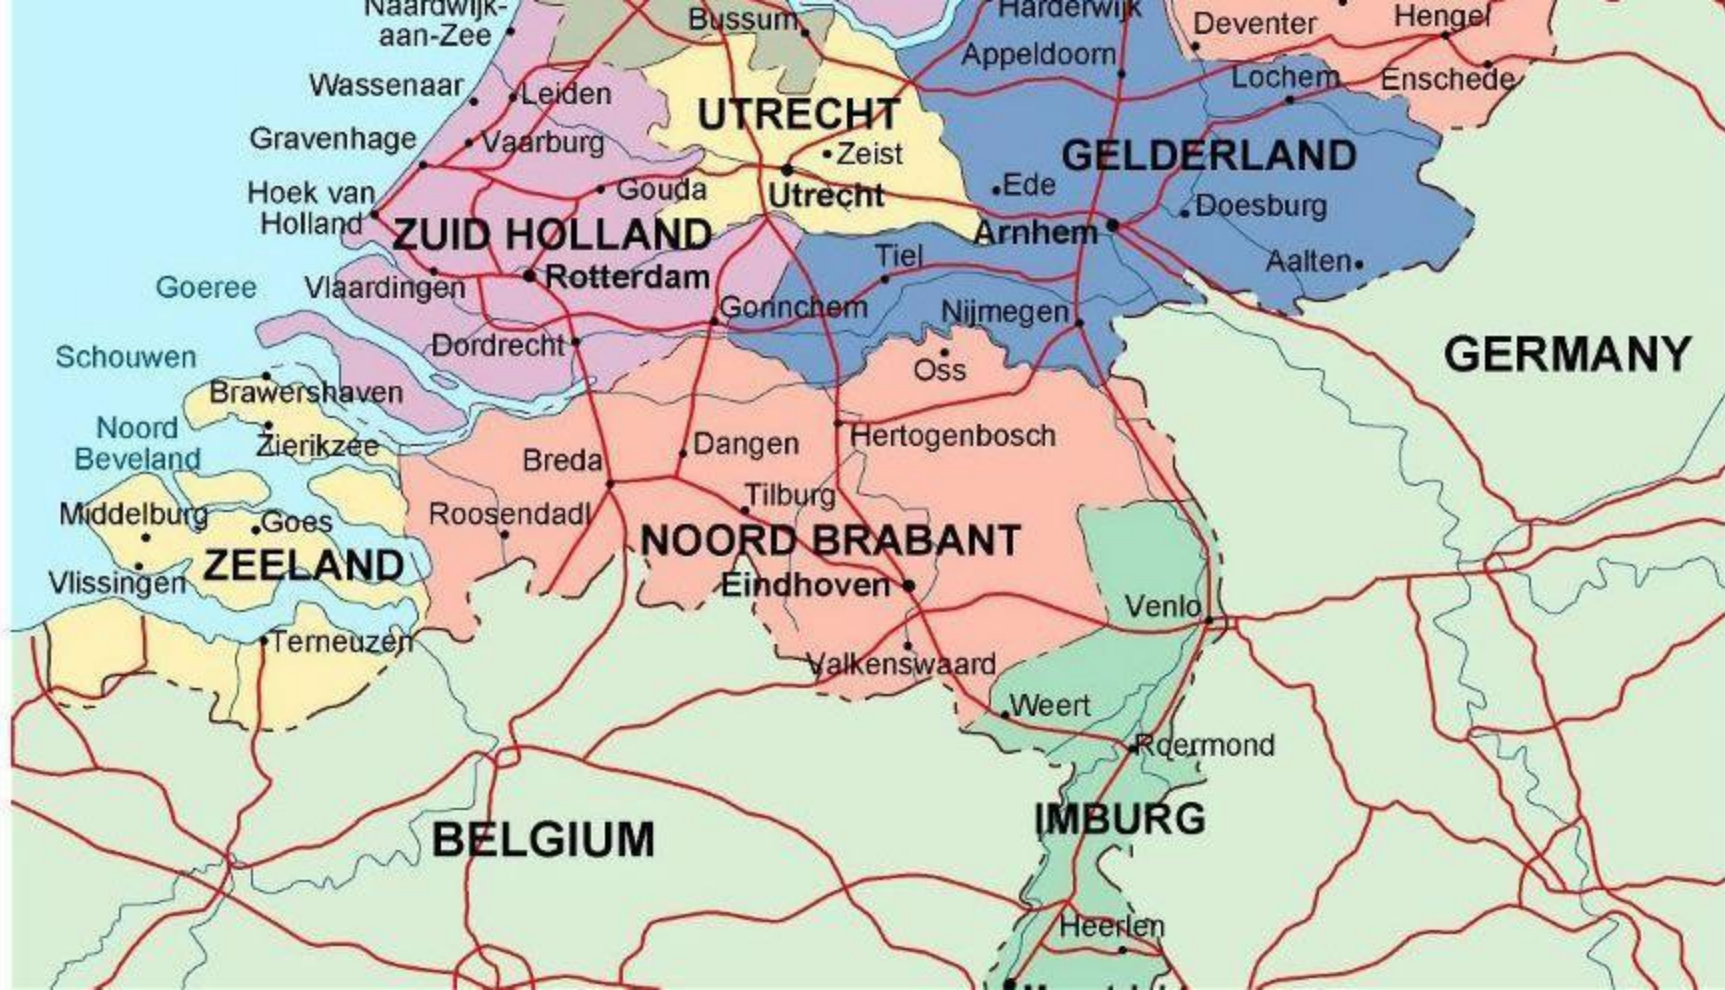 Naardwijk-
aan-Zee
Bussum
Harderwijk
Deventer
Hengel
Appeldoorn
Wassenaar
Leiden
Lochem
Enschede
UTRECHT
Gravenhage
Vaarburg
Zeist
GELDERLAND
Hoek van
Holland
Gouda
Utrecht
Ede
Doesburg
ZUID HOLLAND
Arnhem
Tiel
Aalten
Goeree
Vlaardingen
Rotterdam
Gorinchem
Nijmegen
Dordrecht
GERMANY
Schouwen
Oss
Brawershaven
Noord
Beveland
Zierikzee
Breda
Dangen
Hertogenbosch
Middelburg
Goes
Roosendadl
Tilburg
NOORD BRABANT
ZEELAND
Vlissingen
Eindhoven
Venlo
Terneuzen
Valkenswaard
Weert
Roermond
IMBURG
BELGIUM
Heerlen